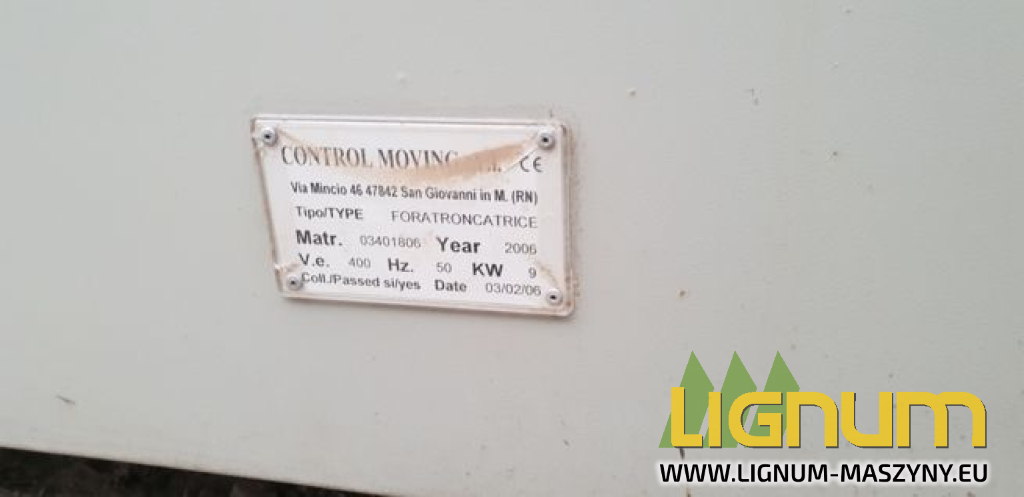 CONTROL MOVING CE
Via Mincio 46 47842 San Giovanni in M. (RN)
Tipo/TYPE FORATRONCATRICE
Matr. 03401806 Year 2006
V.e. 400 Hz. 50 KW 9
Coll./Passed si/yes Date 03/02/06
LIGNUM
WWW.LIGNUM-MASZYNY.EU